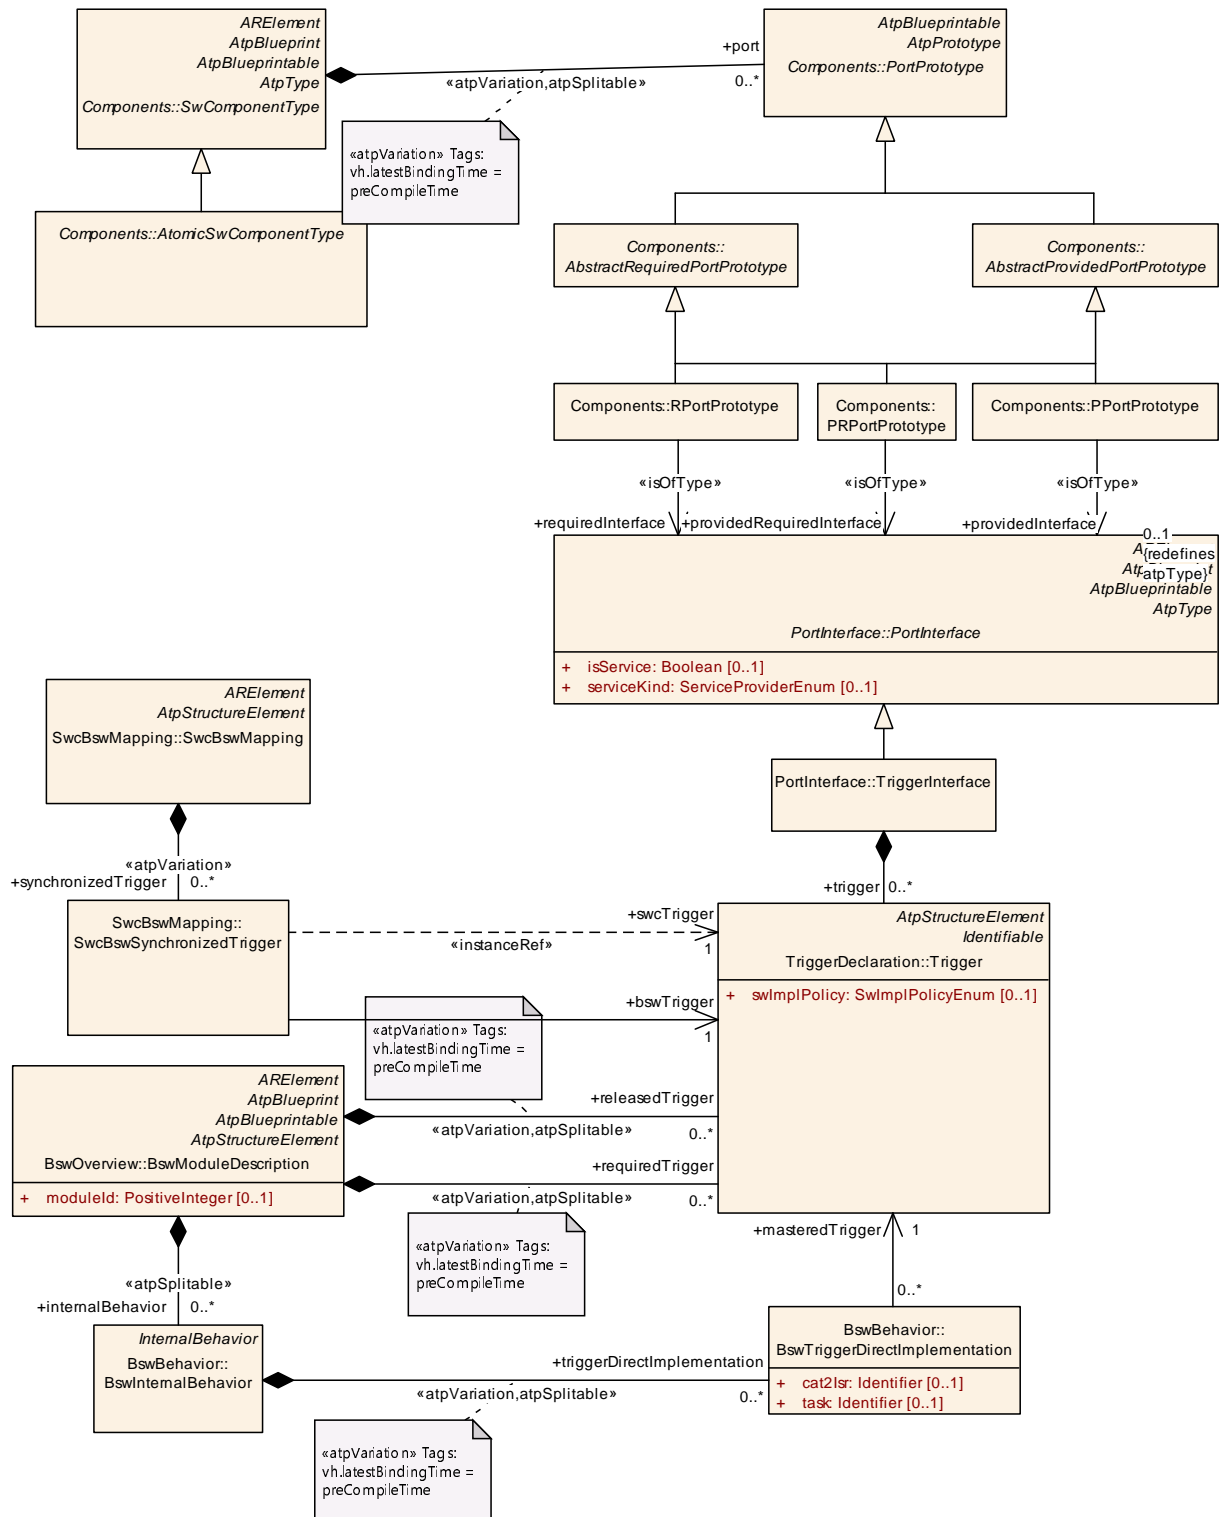 ARElement
AtpBlueprint
AtpBlueprintable
AtpType
Components::SwComponentType
+port
«atpVariation,atpSplitable»
0..*
AtpBlueprintable
AtpPrototype
Components::PortPrototype
«atpVariation» Tags:
vh.latestBindingTime =
preCompileTime
Components::AtomicSwComponentType
Components::
AbstractRequiredPortPrototype
Components::
AbstractProvidedPortPrototype
Components::RPortPrototype
Components::
PRPortPrototype
Components::PPortPrototype
«isOfType»
«isOfType»
«isOfType»
+requiredInterface
+providedRequiredInterface
+providedInterface
0..1
{redefines
atpType}
AtpBlueprintable
AtpType
PortInterface::PortInterface
+ isService: Boolean [0..1]
+ serviceKind: ServiceProviderEnum [0..1]
ARElement
AtpStructureElement
SwcBswMapping::SwcBswMapping
PortInterface::TriggerInterface
«atpVariation»
+synchronizedTrigger
0..*
+trigger
0..*
SwcBswMapping::
SwcBswSynchronizedTrigger
+swcTrigger
«instanceRef»
1
AtpStructureElement
Identifiable
TriggerDeclaration::Trigger
+ swImplPolicy: SwImplPolicyEnum [0..1]
+bswTrigger
1
«atpVariation» Tags:
vh.latestBindingTime =
preCompileTime
ARElement
AtpBlueprint
AtpBlueprintable
AtpStructureElement
BswOverview::BswModuleDescription
+ moduleId: PositiveInteger [0..1]
+releasedTrigger
«atpVariation,atpSplitable»
0..*
+requiredTrigger
«atpVariation,atpSplitable»
0..*
«atpVariation» Tags:
vh.latestBindingTime =
preCompileTime
+masteredTrigger
1
0..*
«atpSplitable»
+internalBehavior
0..*
InternalBehavior
BswBehavior::
BswInternalBehavior
+triggerDirectImplementation
«atpVariation,atpSplitable»
0..*
BswBehavior::
BswTriggerDirectImplementation
+ cat2Isr: Identifier [0..1]
+ task: Identifier [0..1]
«atpVariation» Tags:
vh.latestBindingTime =
preCompileTime